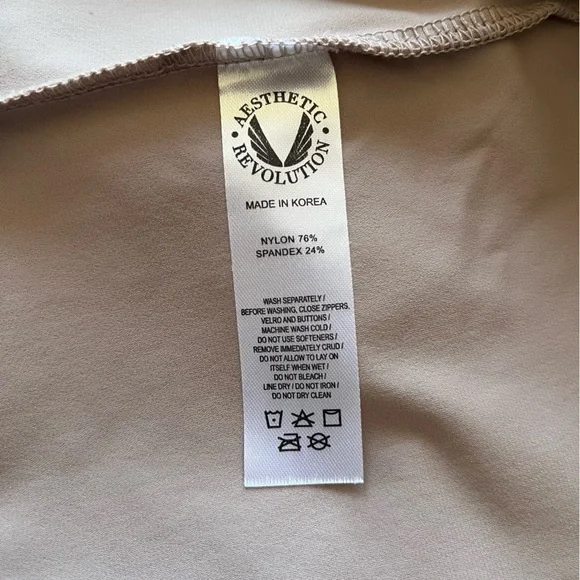 AESTHETIC
REVOLUTION
MADE IN KOREA
NYLON 76%
SPANDEX 24%
WASH SEPARATELY /
BEFORE WASHING, CLOSE ZIPPERS,
VELRO AND BUTTONS /
MACHINE WASH COLD /
DO NOT USE SOFTENERS /
REMOVE IMMEDIATELY CRUD /
DO NOT ALLOW TO LAY ON
ITSELF WHEN WET /
DO NOT BLEACH /
LINE DRY / DO NOT IRON /
DO NOT DRY CLEAN